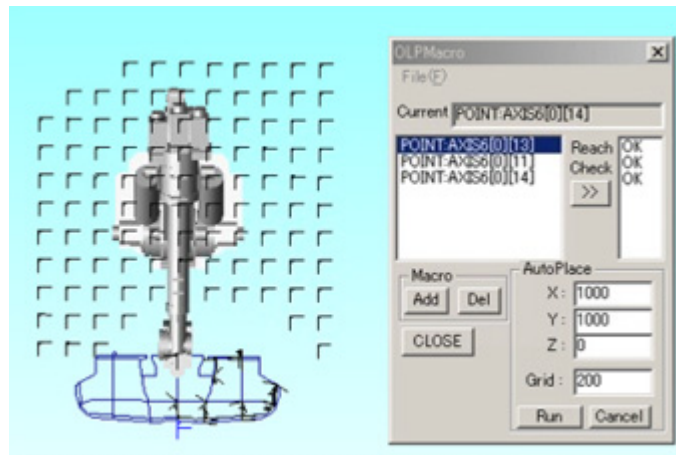 OLPMacro
File(F)
Current POINT:AXIS6[0][14]
POINT:AXIS6[0][13]
POINT:AXIS6[0][11]
POINT:AXIS6[0][14]
Reach Check
>>
OK
OK
OK
Macro
Add Del
CLOSE
AutoPlace
X: 1000
Y: 1000
Z: 0
Grid: 200
Run Cancel